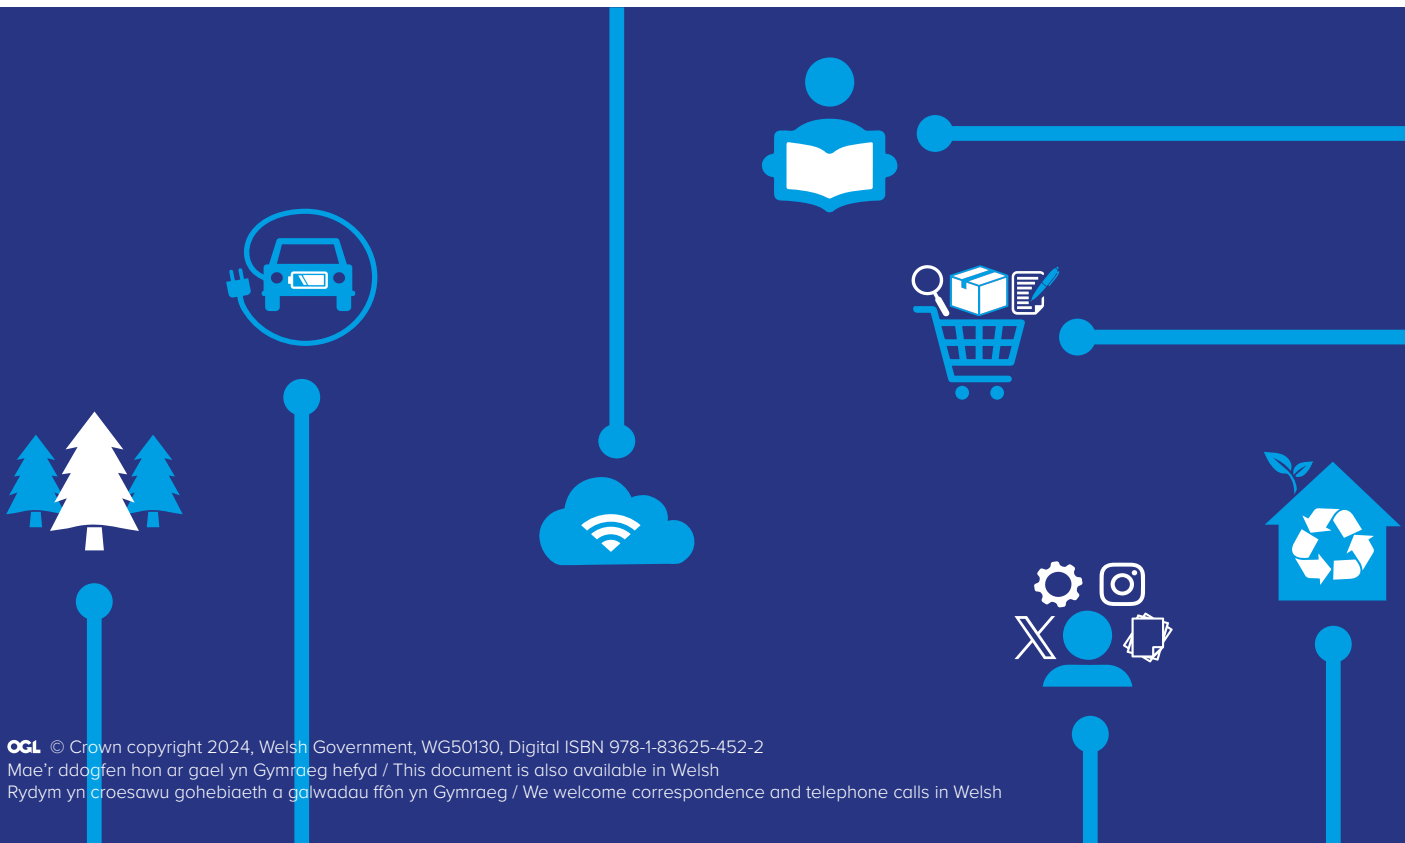 OGL © Crown copyright 2024, Welsh Government, WG50130, Digital ISBN 978-1-83625-452-2
Mae'r ddogfen hon ar gael yn Gymraeg hefyd / This document is also available in Welsh
Rydym yn croesawu gohebiaeth a galwadau ffôn yn Gymraeg / We welcome correspondence and telephone calls in Welsh